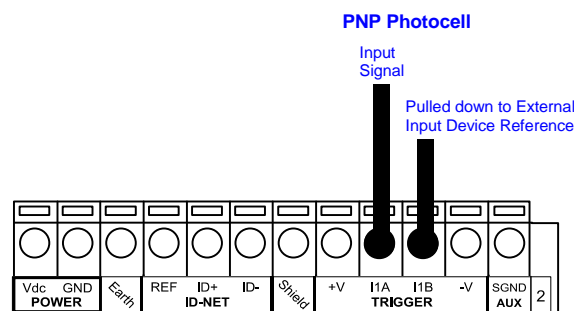 PNP Photocell
Input
Signal
Pulled down to External
Input Device Reference
Vdc GND Earth REF ID+ ID- Shield +V I1A I1B -V SGND 2
POWER ID-NET TRIGGER AUX